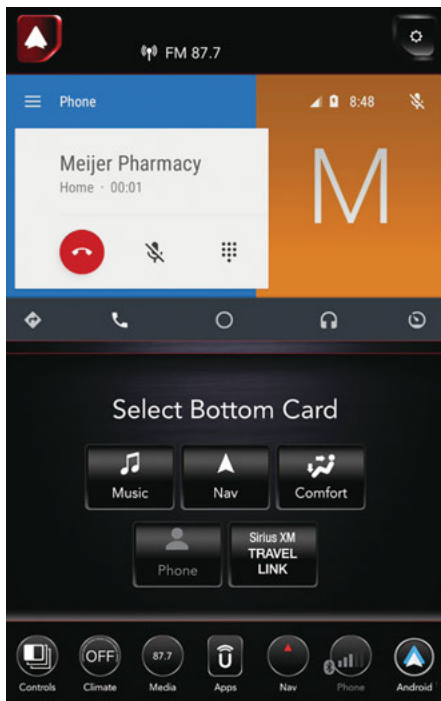 FM 87.7
Phone
8:48
Meijer Pharmacy
Home · 00:01
M
Select Bottom Card
Music
Nav
Comfort
Phone
Sirius XM
TRAVEL
LINK
OFF
87.7
Controls
Climate
Media
Apps
Nav
Phone
Android